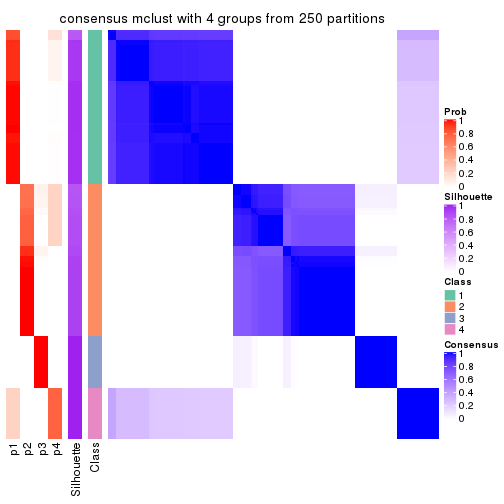 consensus mclust with 4 groups from 250 partitions
Prob
1
0.8
0.6
0.4
0.2
0
Silhouette
1
0.8
0.6
0.4
0.2
0
Class
1
2
3
4
Consensus
1
0.8
0.6
0.4
0.2
0
p1
p2
p3
p4
Silhouette
Class